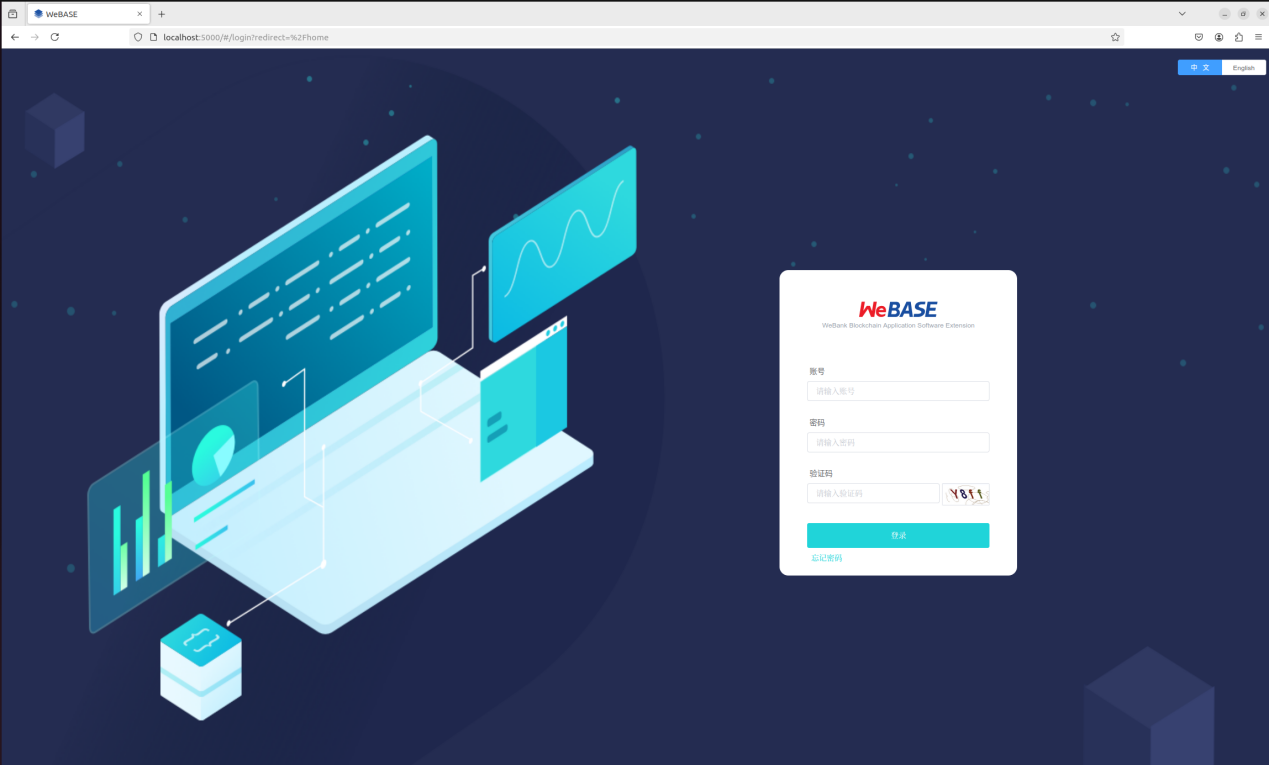 WeBASE
localhost:5000/#/login?redirect=%2Fhome
中 文 English
WeBASE
WeBank Blockchain Application Software Extension
账号
请输入账号
密码
请输入密码
验证码
请输入验证码 Y8ff
登录
忘记密码